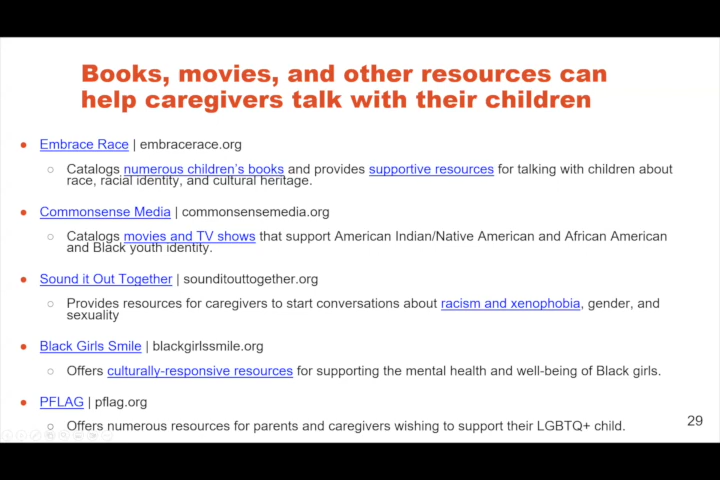 Books, movies, and other resources can
help caregivers talk with their children
● Embrace Race | embracerace.org
○ Catalogs numerous children's books and provides supportive resources for talking with children about
race, racial identity, and cultural heritage.
● Commonsense Media | commonsensemedia.org
○ Catalogs movies and TV shows that support American Indian/Native American and African American
and Black youth identity.
● Sound it Out Together | sounditouttogether.org
○ Provides resources for caregivers to start conversations about racism and xenophobia, gender, and
sexuality
● Black Girls Smile | blackgirlssmile.org
○ Offers culturally-responsive resources for supporting the mental health and well-being of Black girls.
● PFLAG | pflag.org
○ Offers numerous resources for parents and caregivers wishing to support their LGBTQ+ child.
29